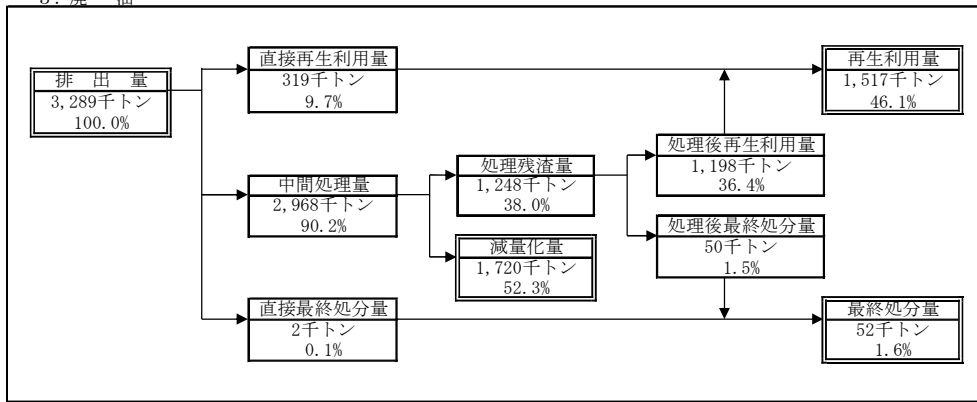 3. 廃 油
排 出 量
3,289千トン
100.0%
直接再生利用量
319千トン
9.7%
再生利用量
1,517千トン
46.1%
中間処理量
2,968千トン
90.2%
処理残渣量
1,248千トン
38.0%
処理後再生利用量
1,198千トン
36.4%
減量化量
1,720千トン
52.3%
処理後最終処分量
50千トン
1.5%
直接最終処分量
2千トン
0.1%
最終処分量
52千トン
1.6%